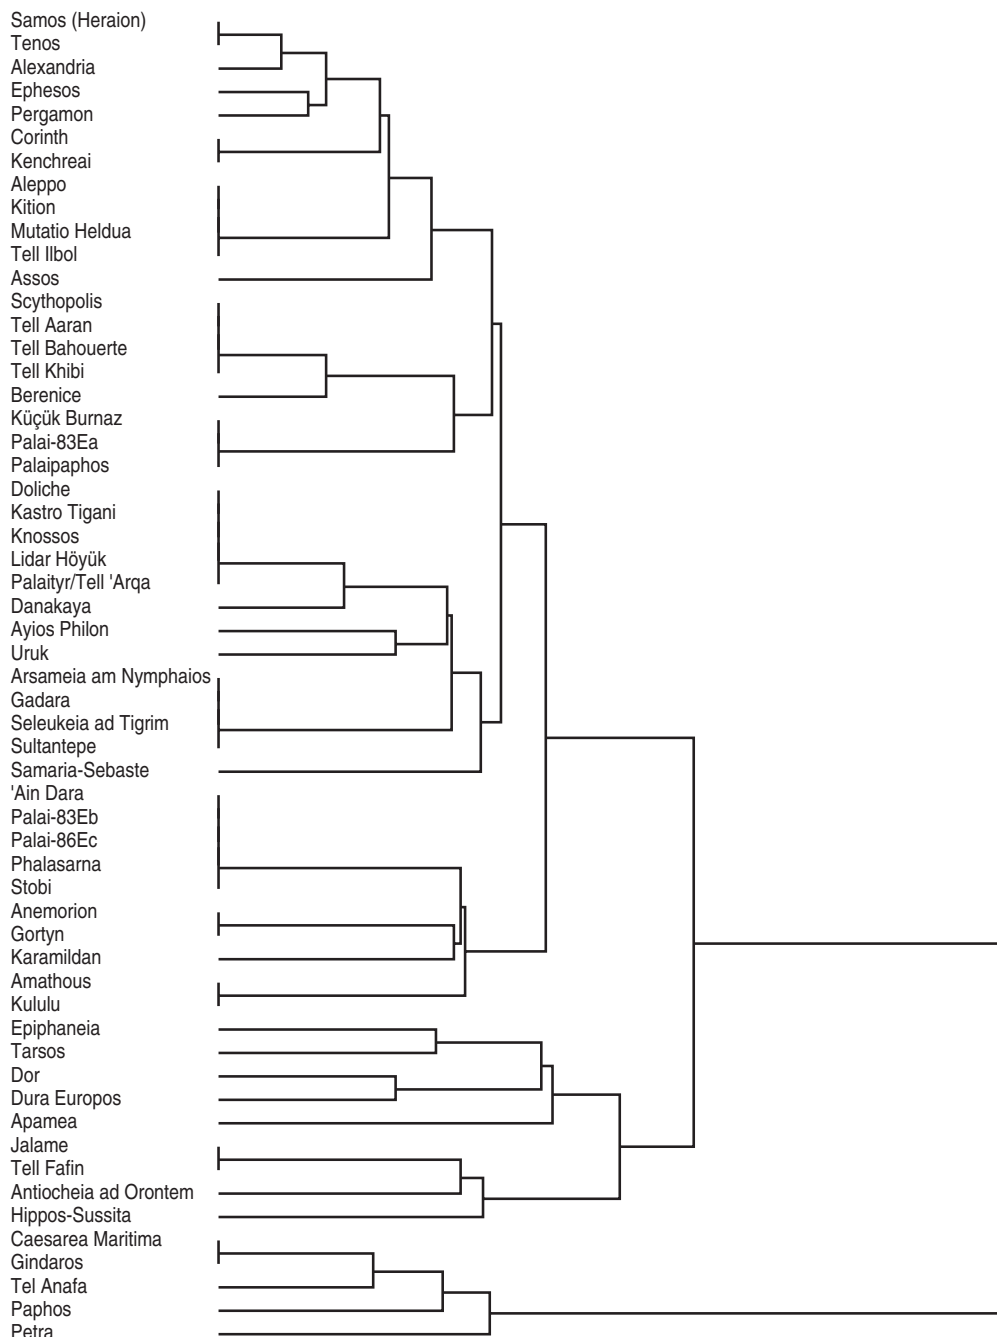 Samos (Heraion)
Tenos
Alexandria
Ephesos
Pergamon
Corinth
Kenchreai
Aleppo
Kition
Mutatio Heldua
Tell Ilbol
Assos
Scythopolis
Tell Aaran
Tell Bahouerte
Tell Khibi
Berenice
Küçük Burnaz
Palai-83Ea
Palaipaphos
Doliche
Kastro Tigani
Knossos
Lidar Höyük
Palaityr/Tell 'Arqa
Danakaya
Ayios Philon
Uruk
Arsameia am Nymphaios
Gadara
Seleukeia ad Tigrim
Sultantepe
Samaria-Sebaste
'Ain Dara
Palai-83Eb
Palai-86Ec
Phalasarna
Stobi
Anemorion
Gortyn
Karamildan
Amathous
Kululu
Epiphaneia
Tarsos
Dor
Dura Europos
Apamea
Jalame
Tell Fafin
Antiocheia ad Orontem
Hippos-Sussita
Caesarea Maritima
Gindaros
Tel Anafa
Paphos
Petra